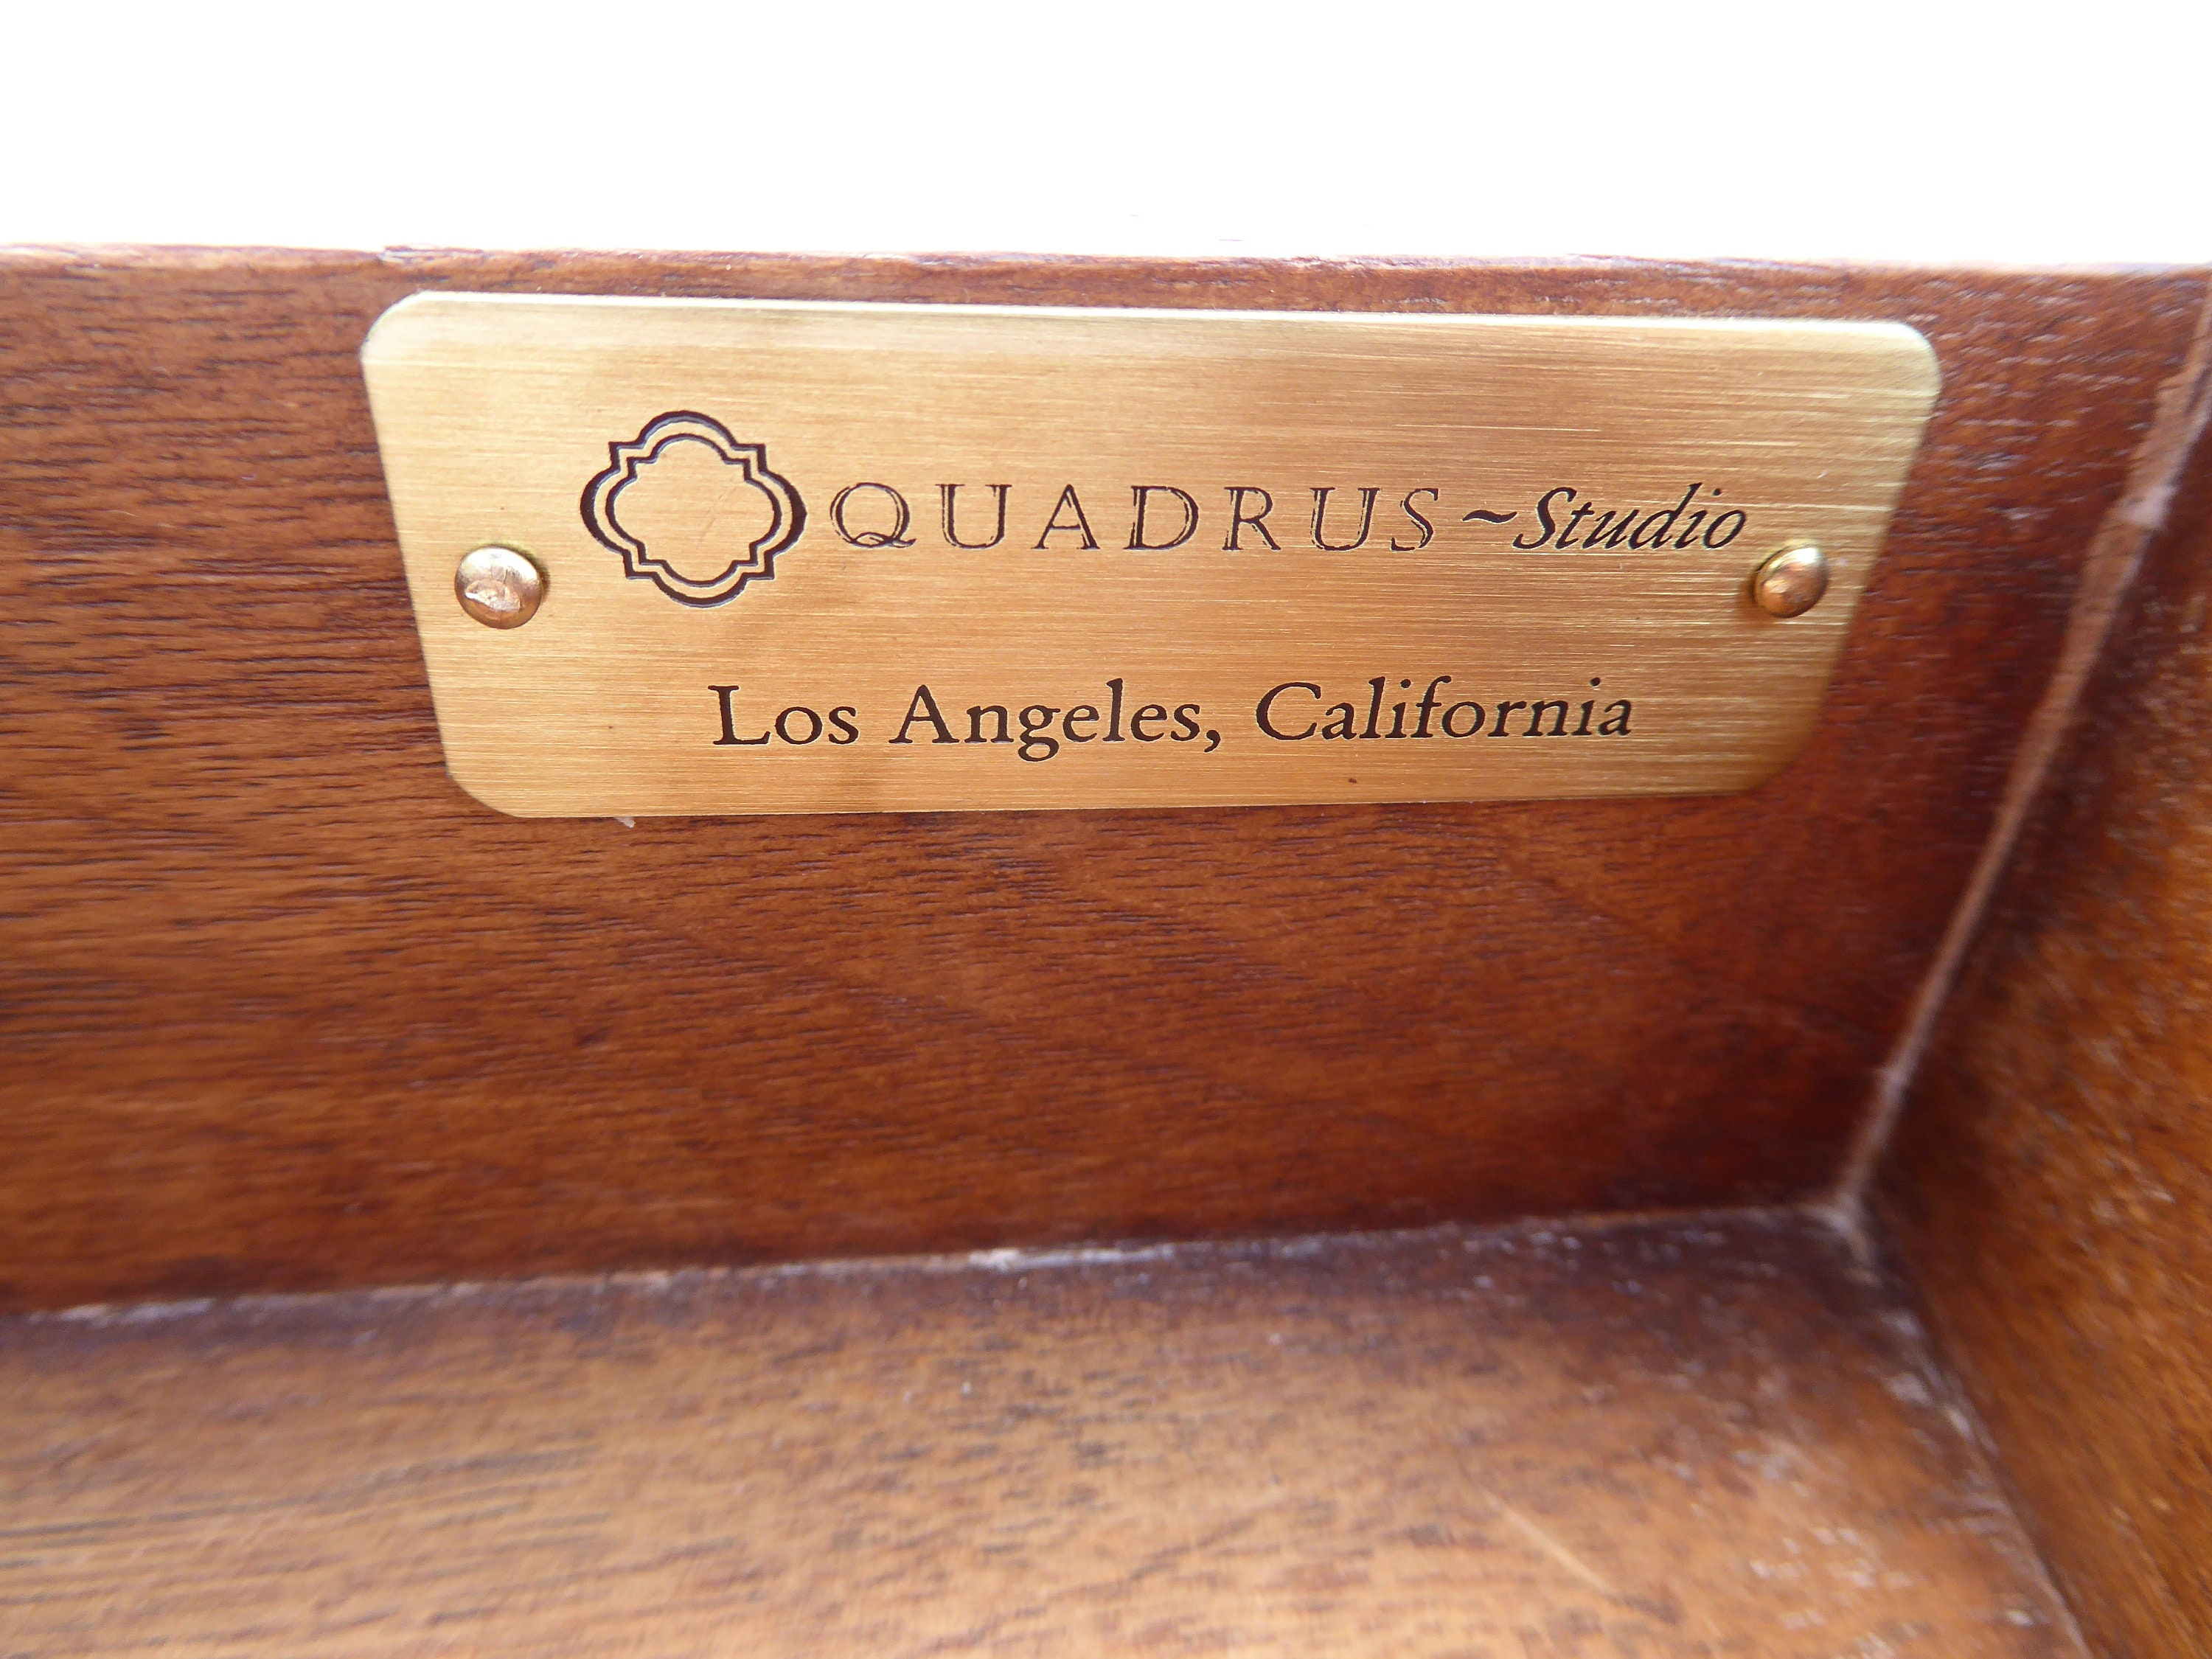 QUADRUS ~Studio
Los Angeles, California